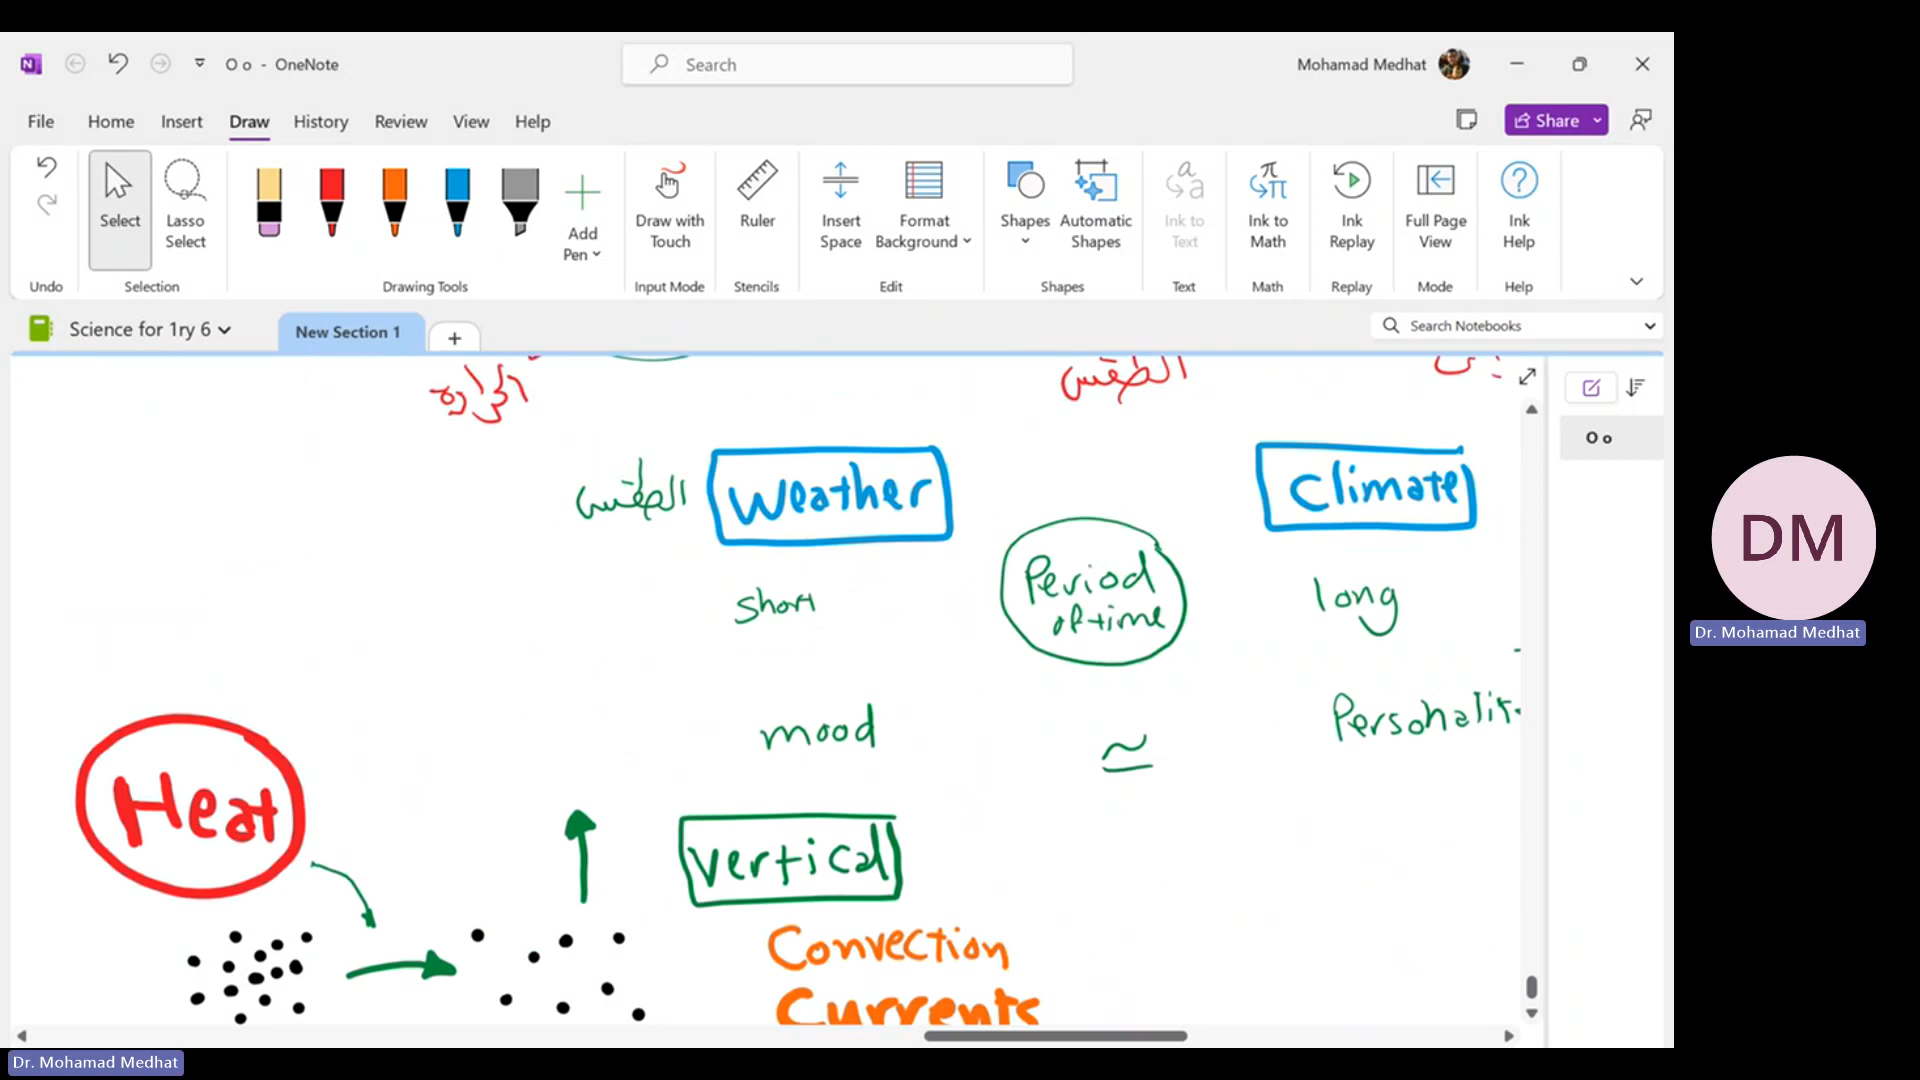 O o - OneNote
Search
Mohamad Medhat
File
Home
Insert
Draw
History
Review
View
Help
Share
Select
Lasso Select
Add Pen
Draw with Touch
Ruler
Insert Space
Format Background
Shapes
Automatic Shapes
Ink to Text
Ink to Math
Ink Replay
Full Page View
Ink Help
Undo
Selection
Drawing Tools
Input Mode
Stencils
Edit
Shapes
Text
Math
Replay
Mode
Help
Science for 1ry 6
New Section 1
Search Notebooks
O o
الطقس
الطقس
Weather
Climate
short
Period of time
long
mood
≃
Heat
vertical
Convection
Currents
DM
Dr. Mohamad Medhat
Dr. Mohamad Medhat